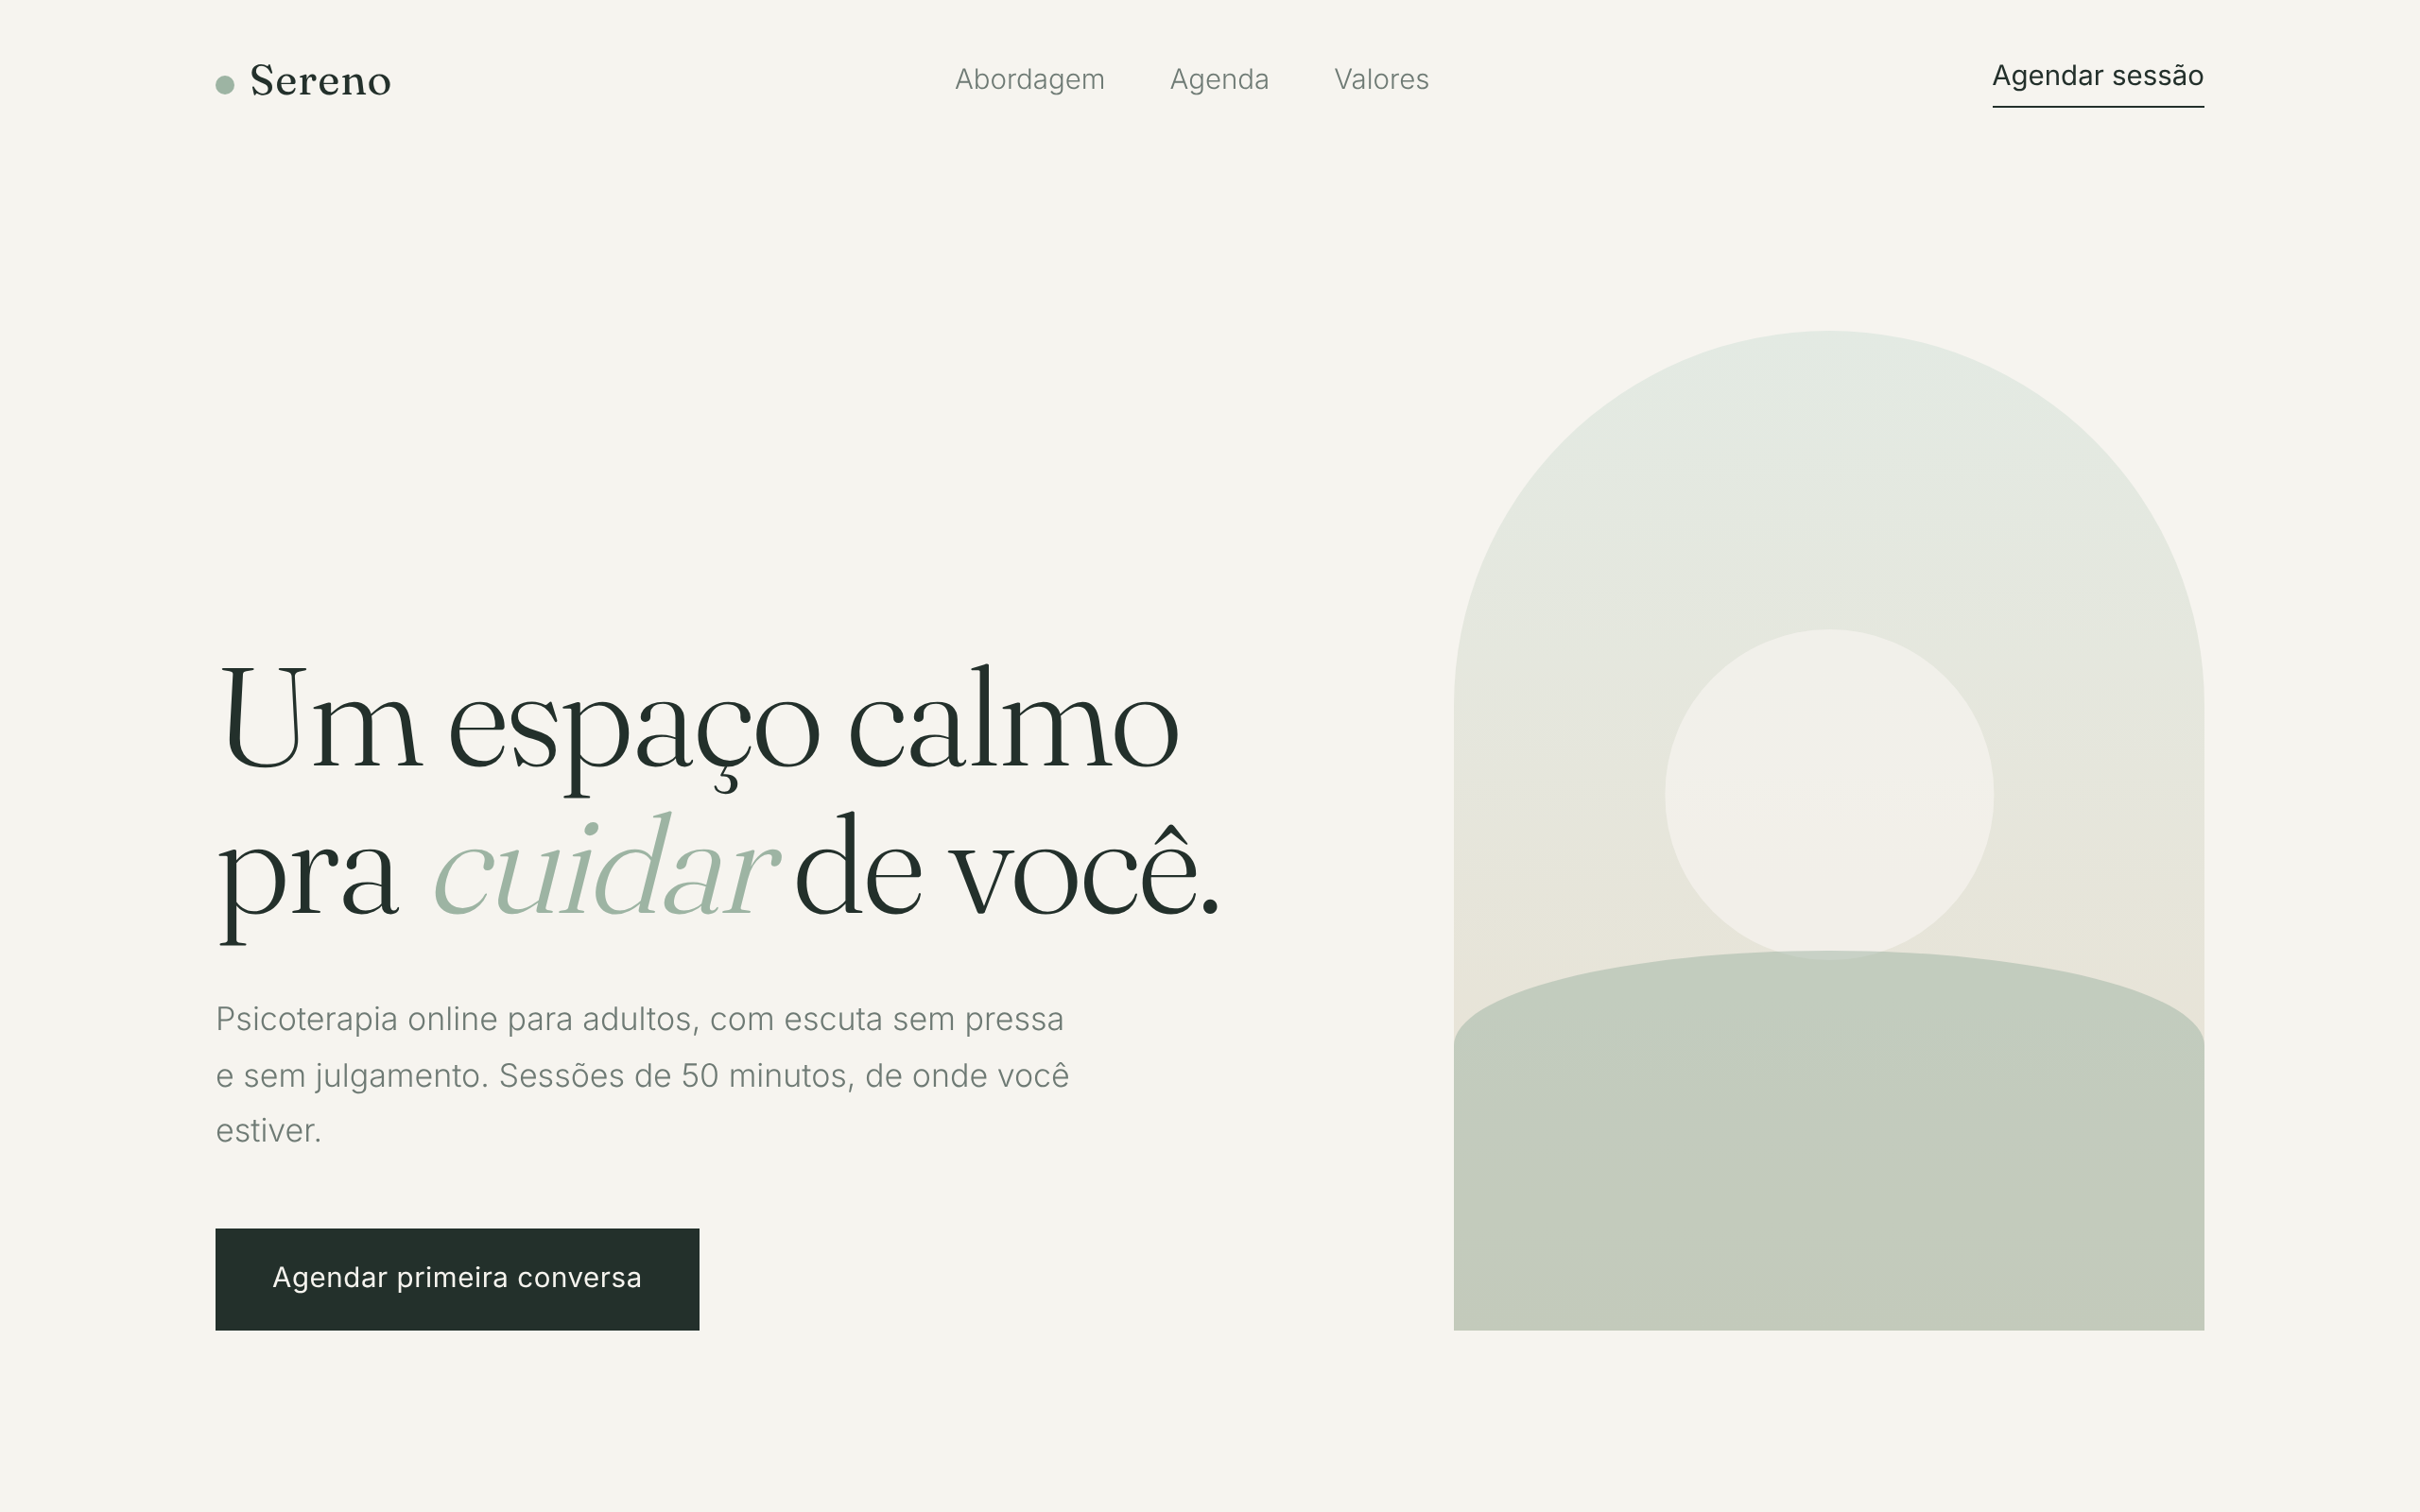 Sereno
Abordagem
Agenda
Valores
Agendar sessão
Um espaço calmo
pra cuidar de você.
Psicoterapia online para adultos, com escuta sem pressa
e sem julgamento. Sessões de 50 minutos, de onde você
estiver.
Agendar primeira conversa